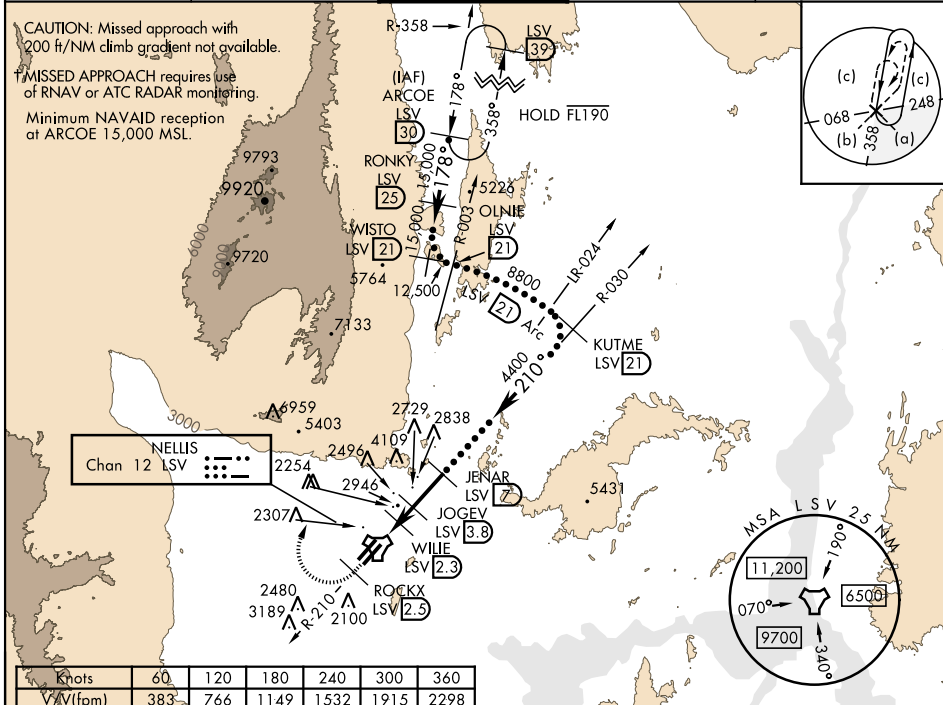 CAUTION: Missed approach with
200 ft/NM climb gradient not available.
† MISSED APPROACH requires use
of RNAV or ATC RADAR monitoring.
Minimum NAVAID reception
at ARCOE 15,000 MSL.
R-358
LSV
39
(IAF)
ARCOE
LSV
30
178°
358°
HOLD FL190
(c)
(c)
068
248
(b)
358
(a)
15,000
178°
RONKY
LSV
25
9793
9920
5226
WISTO
LSV 21
15,000
R-003
OLNIE
LSV
21
6000
9000
9720
5764
12,500
8800
LSV 21 Arc
LR-024
R-030
7133
KUTME
LSV 21
4400
210°
3000
6959
5403
2729
2838
4109
2496
NELLIS
Chan 12 LSV
2254
2946
JENAR
LSV 7
5431
2307
JOGEV
LSV 3.8
WILIE
LSV 2.3
ROCKX
LSV 2.5
2480
3189
R-210
2100
MSA LSV 25 NM
190°
11,200
6500
070°
9700
340°
Knots 60 120 180 240 300 360
V/V(fpm) 383 766 1149 1532 1915 2298